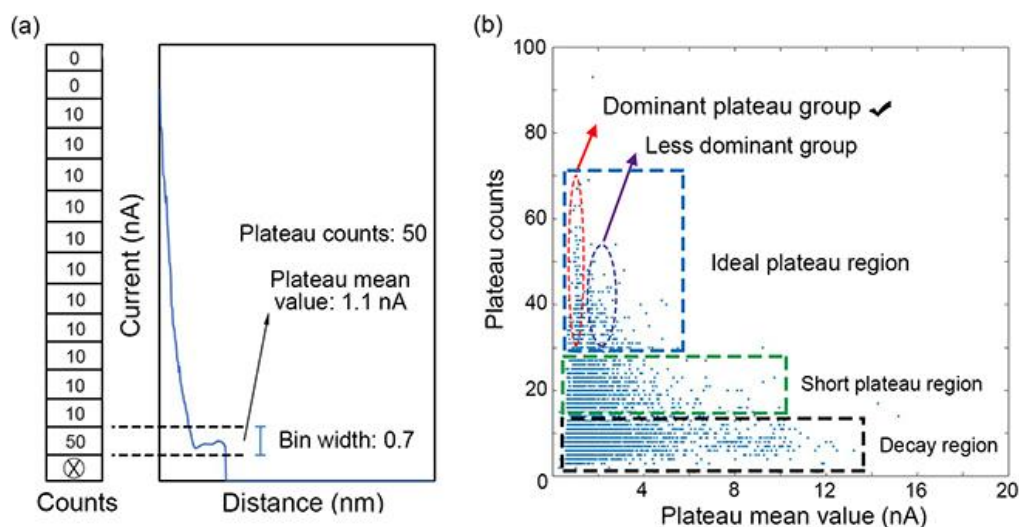 (a)
0
0
10
10
10
10
10
10
10
10
10
10
10
50
Counts
Current (nA)
Distance (nm)
Plateau counts: 50
Plateau mean
value: 1.1 nA
Bin width: 0.7
(b)
100
80
60
40
20
0
Plateau counts
0
4
8
12
16
20
Plateau mean value (nA)
Dominant plateau group ✓
Less dominant group
Ideal plateau region
Short plateau region
Decay region